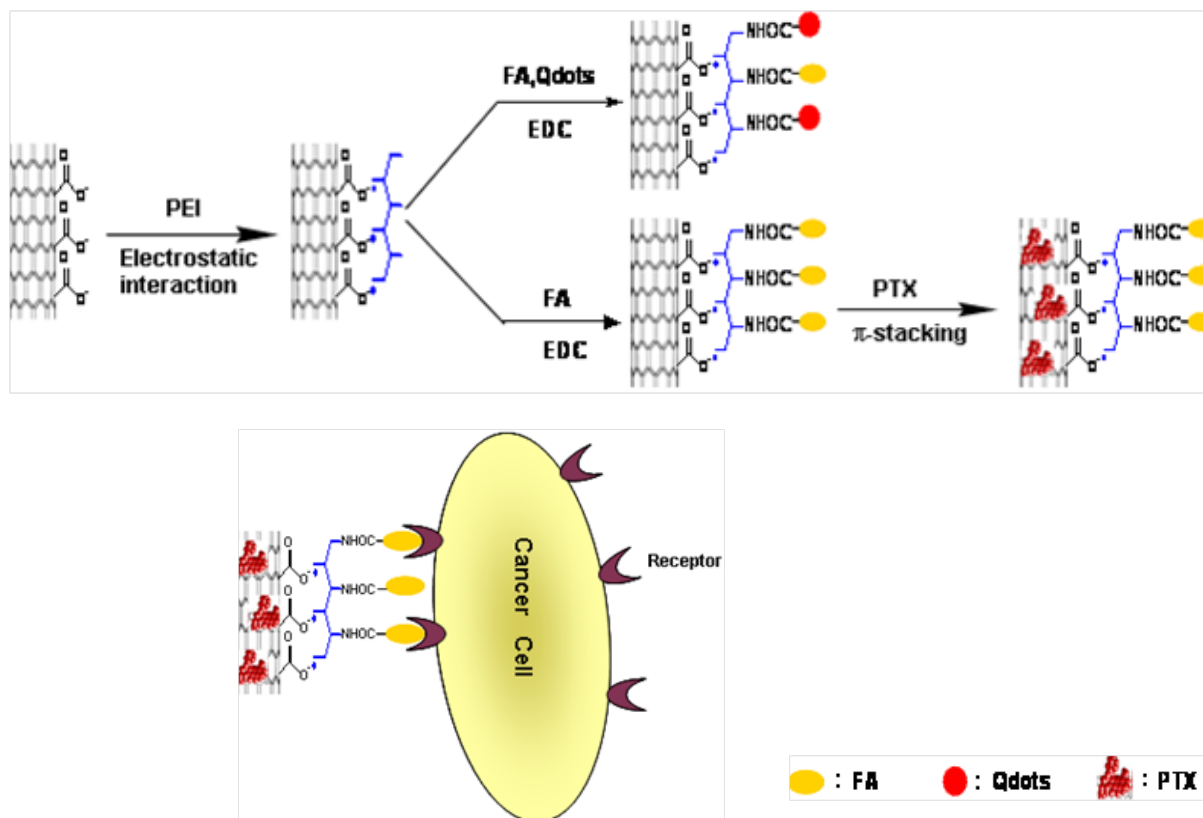 PEI
Electrostatic
interaction
FA,Qdots
EDC
FA
EDC
O
O
O
O-
O-
O-
O
O
O
O-
O-
O-
O
O
O
O-
O-
O-
NHOC
NHOC
NHOC
O
O
O
O-
O-
O-
NHOC
NHOC
NHOC
PTX
π-stacking
O
O
O
O-
O-
O-
NHOC
NHOC
NHOC
O
O
O
O-
O-
O-
NHOC
NHOC
NHOC
Cancer Cell
Receptor
: FA
: Qdots
: PTX